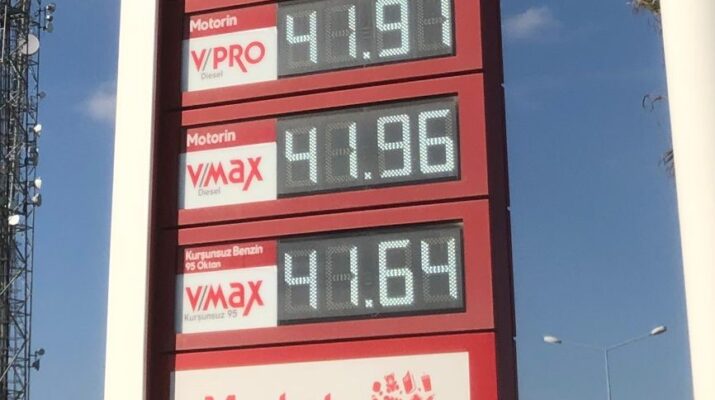 Motorin
V/PRO
Diesel
41.91
Motorin
V/MAX
Diesel
41.96
Kurşunsuz Benzin
95 Oktan
V/MAX
Kurşunsuz 95
41.64